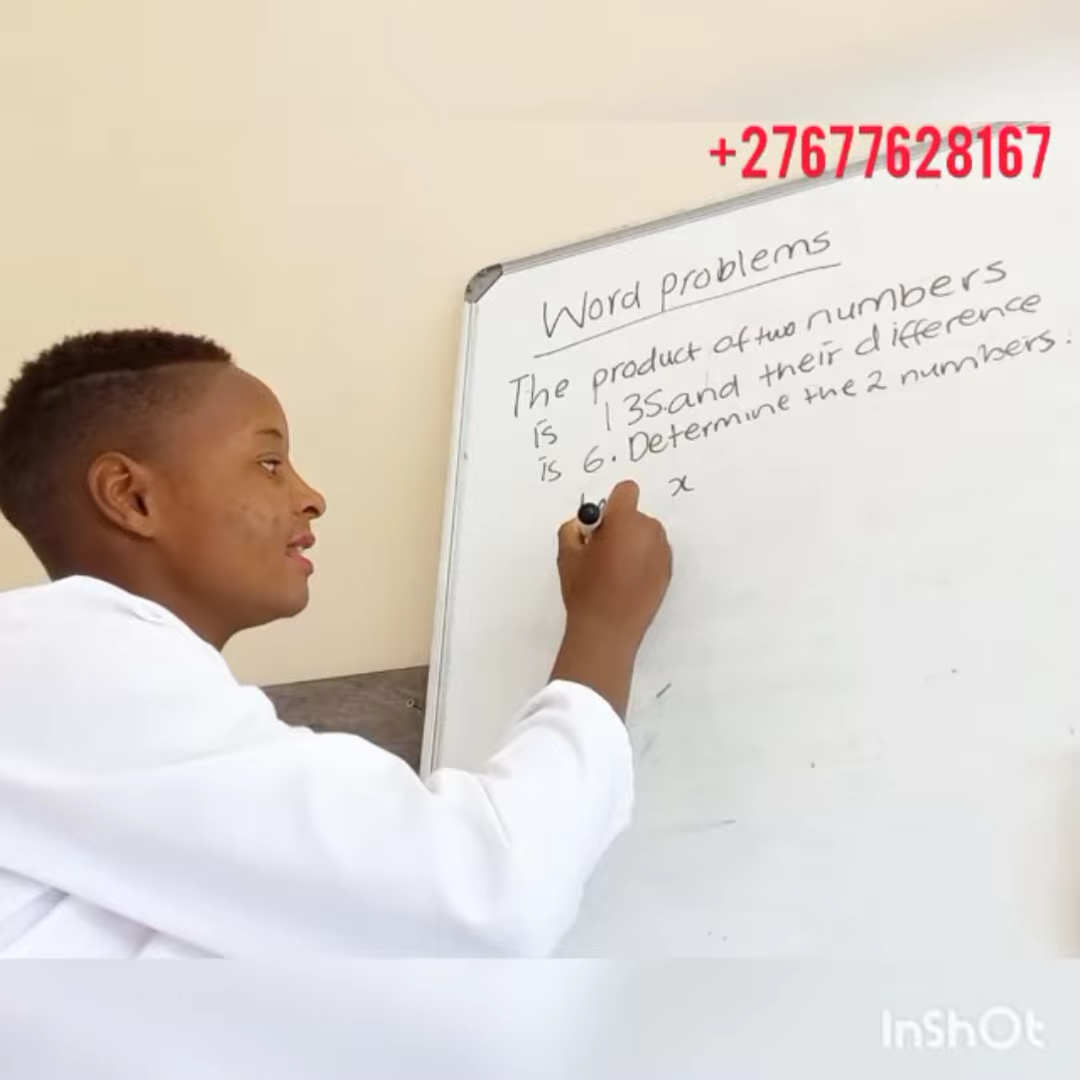 +27677628167
Word problems
The product of two numbers
is 135.and their difference
is 6. Determine the 2 numbers.
x
InShOt